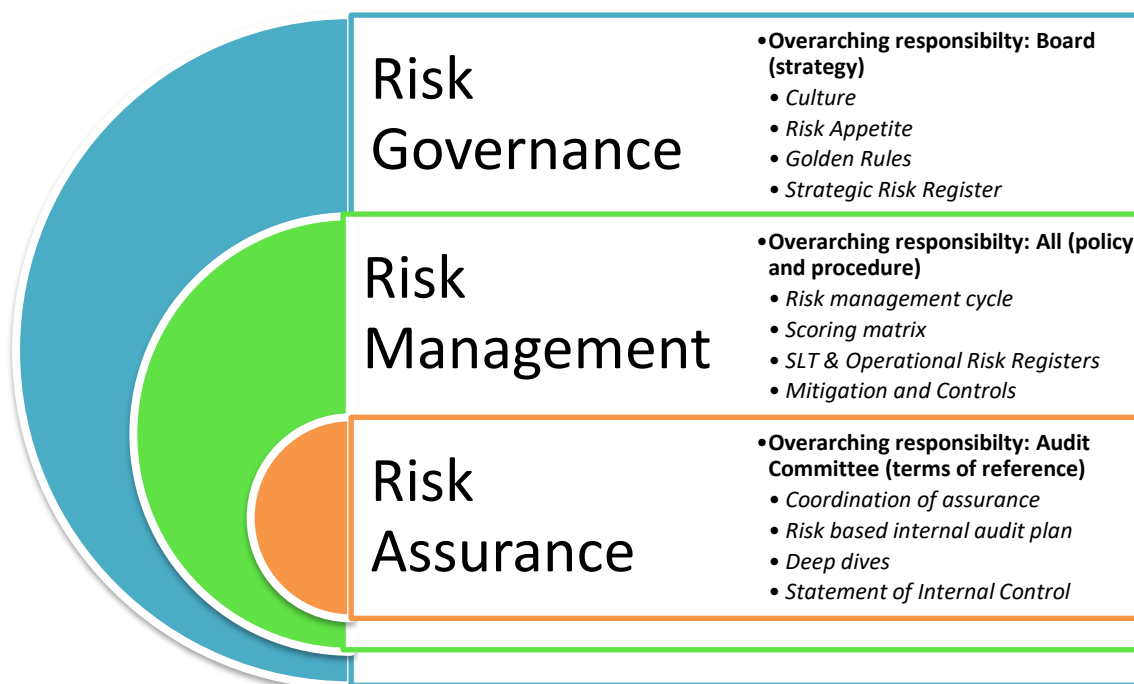 Risk
Governance
•Overarching responsibilty: Board
(strategy)
• Culture
• Risk Appetite
• Golden Rules
• Strategic Risk Register
Risk
Management
•Overarching responsibilty: All (policy
and procedure)
• Risk management cycle
• Scoring matrix
• SLT & Operational Risk Registers
• Mitigation and Controls
Risk
Assurance
•Overarching responsibilty: Audit
Committee (terms of reference)
• Coordination of assurance
• Risk based internal audit plan
• Deep dives
• Statement of Internal Control